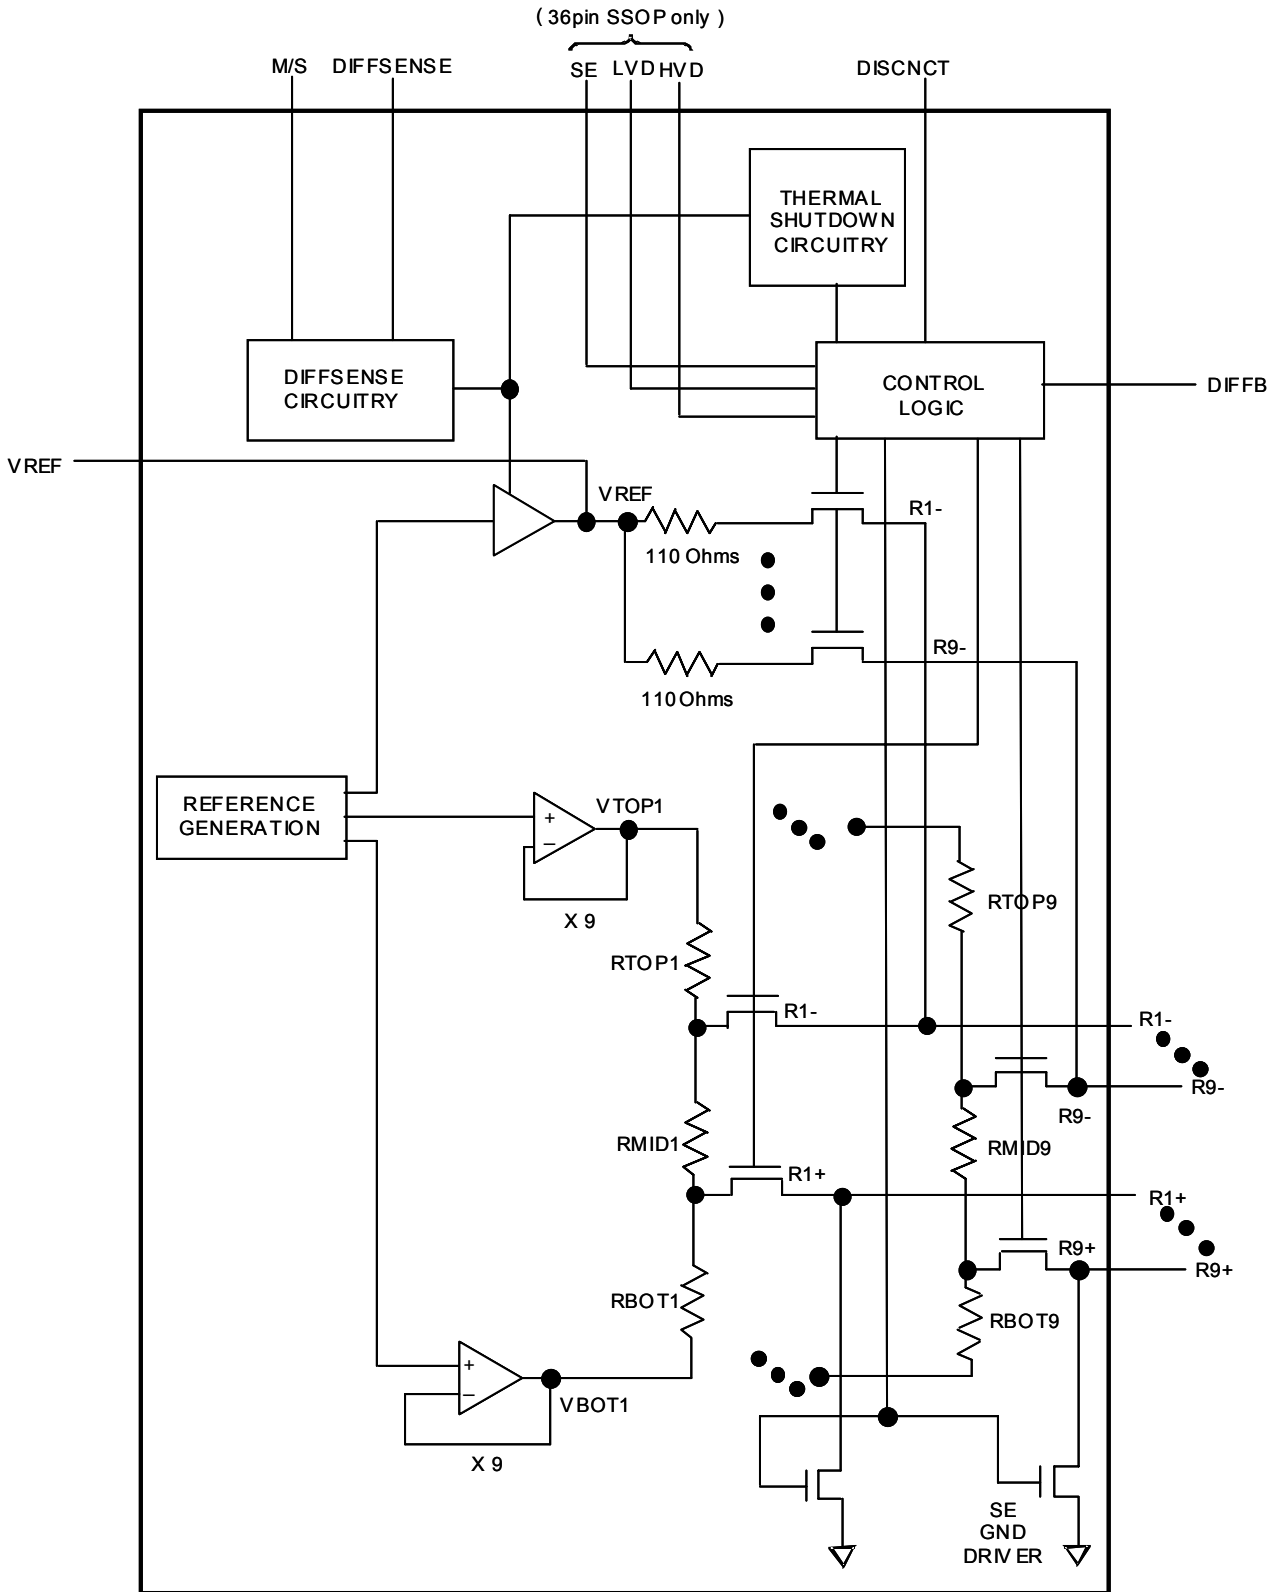 ( 36pin SSOP only )
M/S DIFFSENSE SE LVD HVD DISCNCT
THERMAL
SHUTDOWN
CIRCUITRY
DIFFSENSE
CIRCUITRY
CONTROL
LOGIC
DIFFB
VREF
VREF
R1-
110 Ohms
R9-
110 Ohms
REFERENCE
GENERATION
VTOP1
+
–
X 9
RTOP9
RTOP1
R1-
R1-
R9-
R9-
RMID1
RMID9
R1+
R1+
R9+
R9+
RBOT1
RBOT9
+
–
VBOT1
X 9
SE
GND
DRIVER